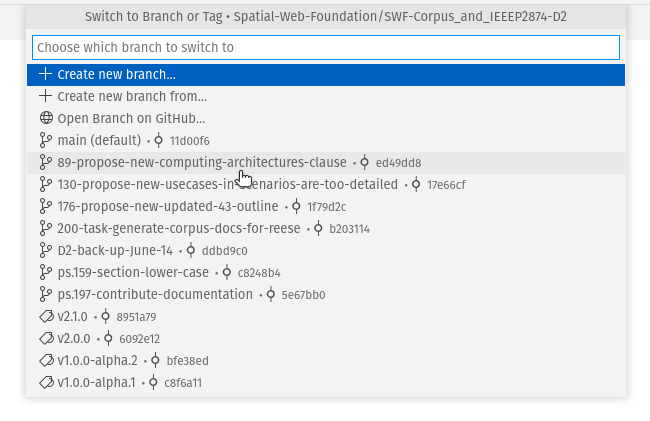 Switch to Branch or Tag • Spatial-Web-Foundation/SWF-Corpus_and_IEEEP2874-D2
Choose which branch to switch to
Create new branch...
Create new branch from...
Open Branch on GitHub...
main (default) • 11d00f6
89-propose-new-computing-architectures-clause • ed49dd8
130-propose-new-usecases-in-scenarios-are-too-detailed • 17e66cf
176-propose-new-updated-43-outline • 1f79d2c
200-task-generate-corpus-docs-for-reese • b203114
D2-back-up-June-14 • ddbd9c0
ps.159-section-lower-case • c8248b4
ps.197-contribute-documentation • 5e67bb0
v2.1.0 • 8951a79
v2.0.0 • 6092e12
v1.0.0-alpha.2 • bfe38ed
v1.0.0-alpha.1 • c8f6a11